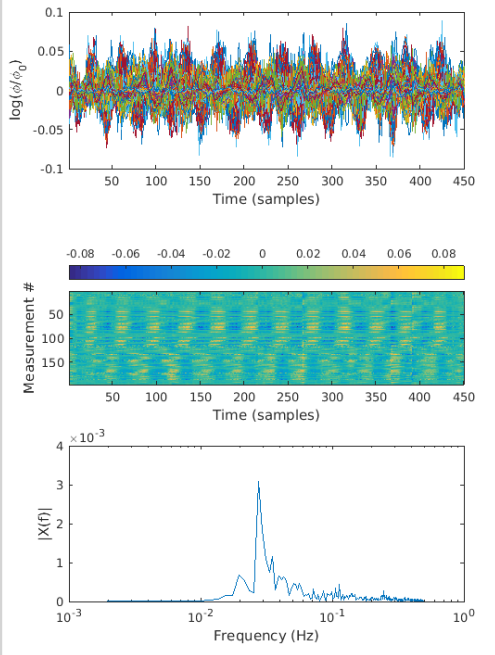 0.1
0.05
0
-0.05
-0.1
log(ϕ/ϕ0)
50 100 150 200 250 300 350 400 450
Time (samples)
-0.08 -0.06 -0.04 -0.02 0 0.02 0.04 0.06 0.08
Measurement #
50
100
150
50 100 150 200 250 300 350 400 450
Time (samples)
×10-3
4
3
2
1
0
|X(f)|
10-3 10-2 10-1 100
Frequency (Hz)